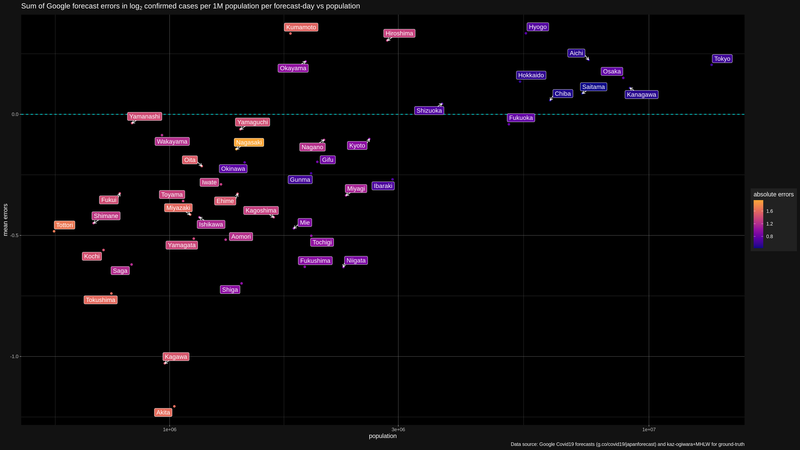 Sum of Google forecast errors in log2 confirmed cases per 1M population per forecast-day vs population
Kumamoto
Hyogo
Hiroshima
Aichi
Tokyo
Okayama
Osaka
Hokkaido
Saitama
Chiba
Kanagawa
Shizuoka
0.0
Yamanashi
Fukuoka
Yamaguchi
Wakayama
Nagasaki
Nagano
Kyoto
Oita
Gifu
Okinawa
Iwate
Gunma
Ibaraki
Miyagi
absolute errors
Toyama
Fukui
Ehime
1.6
Miyazaki
Kagoshima
Shimane
1.2
Tottori
Ishikawa
Mie
mean errors
-0.5
Aomori
0.8
Yamagata
Tochigi
Kochi
Fukushima
Niigata
Saga
Shiga
Tokushima
-1.0
Kagawa
Akita
1e+06
3e+06
1e+07
population
Data source: Google Covid19 forecasts (g.co/covid19/japanforecast) and kaz-ogiwara+MHLW for ground-truth